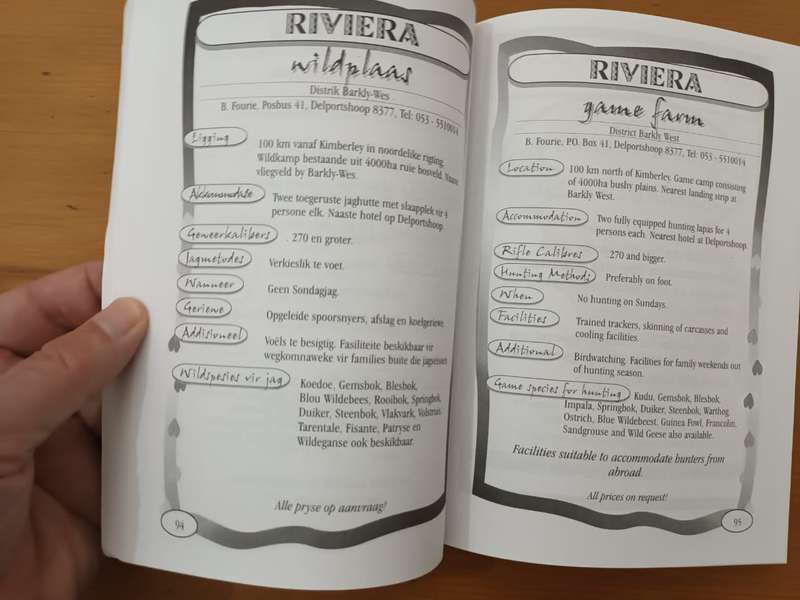 RIVIERA
wildplaas
Distrik Barkly-Wes
B. Fourie, Posbus 41, Delportshoop 8377, Tel: 053 - 5510014
Ligging
100 km vanaf Kimberley in noordelike rigting.
Wildkamp bestaande uit 4000ha ruie bosveld. Naaste
vliegveld by Barkly-Wes.
Akkommodasie
Twee toegeruste jaghutte met slaapplek vir 4
persone elk. Naaste hotel op Delportshoop.
Geweerkalibers
. 270 en groter.
Jagmetodes
Verkieslik te voet.
Wanneer
Geen Sondagjag.
Geriewe
Opgeleide spoorsnyers, afslag en koelgeriewe.
Addisioneel
Voëls te besigtig. Fasiliteite beskikbaar vir
wegkomnaweke vir families buite die jagseisoen
Wildspesies vir jag
Koedoe, Gemsbok, Blesbok,
Blou Wildebees, Rooibok, Springbok,
Duiker, Steenbok, Vlakvark, Volstruis
Tarentale, Fisante, Patryse en
Wildeganse ook beskikbaar.
Alle pryse op aanvraag!
94
RIVIERA
game farm
District Barkly West
B. Fourie, PO. Box 41, Delportshoop 8377, Tel: 053 - 5510014
Location
100 km north of Kimberley. Game camp consisting
of 4000ha bushy plains. Nearest landing strip at
Barkly West.
Accommodation
Two fully equipped hunting lapas for 4
persons each. Nearest hotel at Delportshoop.
Rifle Calibres
.270 and bigger.
Hunting Methods
Preferably on foot.
When
No hunting on Sundays.
Facilities
Trained trackers, skinning of carcasses and
cooling facilities.
Additional
Birdwatching. Facilities for family weekends out
of hunting season.
Game species for hunting
Kudu, Gemsbok, Blesbok,
Impala, Springbok, Duiker, Steenbok, Warthog,
Ostrich, Blue Wildebeest, Guinea Fowl, Francolin,
Sandgrouse and Wild Geese also available.
Facilities suitable to accommodate hunters from
abroad.
All prices on request!
95